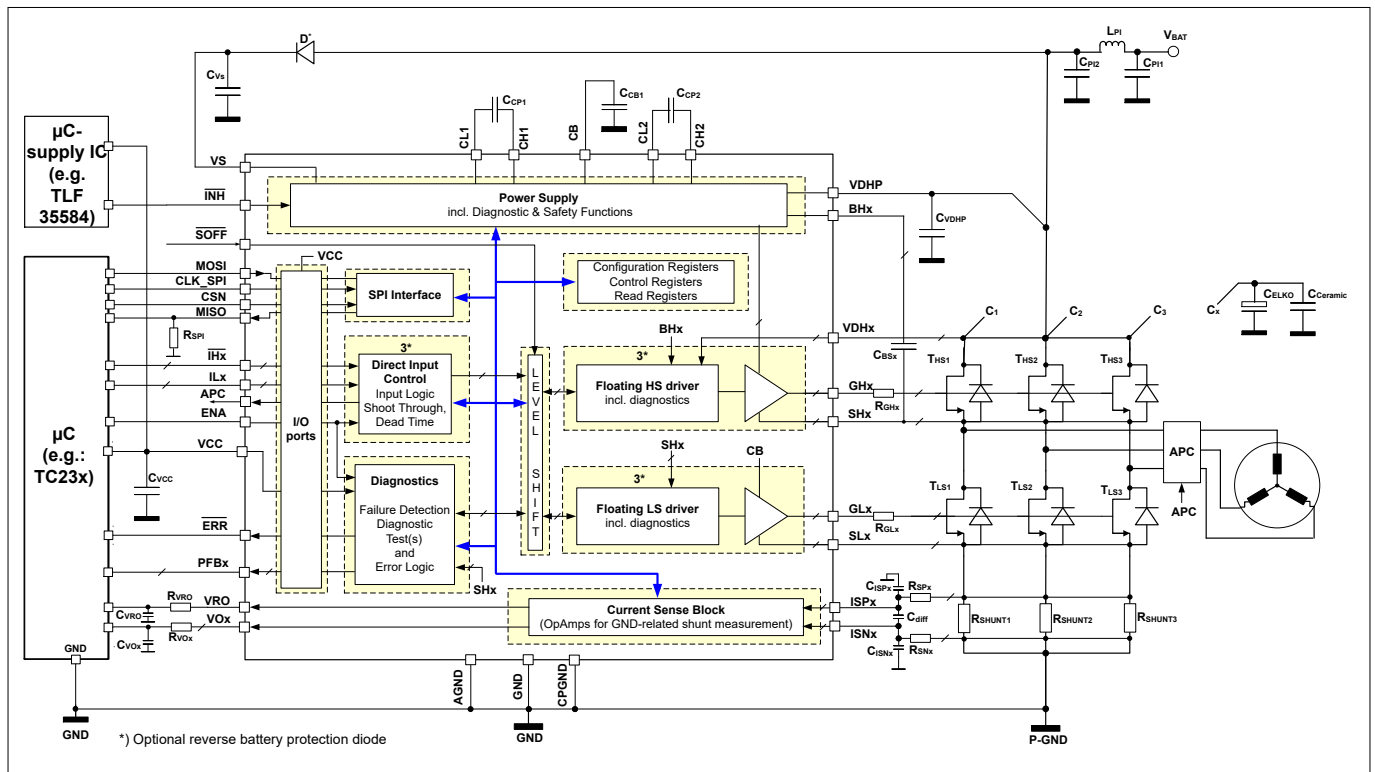 D*
LPI
VBAT
CPI2
CPI1
CVs
CCP1
CCB1
CCP2
CL1
CH1
CB
CL2
CH2
µC-
supply IC
(e.g.
TLF
35584)
VS
INH
SOFF
Power Supply
incl. Diagnostic & Safety Functions
VDHP
BHx
CVDHP
µC
(e.g.:
TC23x)
MOSI
CLK_SPI
CSN
MISO
RSPI
IHx
ILx
APC
ENA
VCC
CVCC
ERR
PFBx
VRO
VOx
RVRO
RVOx
CVRO
CVOx
GND
VCC
I/O
ports
SPI Interface
Configuration Registers
Control Registers
Read Registers
3*
Direct Input
Control
Input Logic
Shoot Through,
Dead Time
Diagnostics
Failure Detection
Diagnostic
Test(s)
and
Error Logic
SHx
LEVEL SHIFT
BHx
3*
Floating HS driver
incl. diagnostics
SHx
CB
3*
Floating LS driver
incl. diagnostics
Current Sense Block
(OpAmps for GND-related shunt measurement)
VDHx
CBSx
GHx
RGHx
SHx
GLx
RGLx
SLx
ISPx
ISNx
CISPx
RSPx
Cdiff
CISNx
RSNx
C1
C2
C3
Cx
CELKO
CCeramic
THS1
THS2
THS3
TLS1
TLS2
TLS3
APC
APC
RSHUNT1
RSHUNT2
RSHUNT3
AGND
GND
CPGND
GND
GND
P-GND
*) Optional reverse battery protection diode